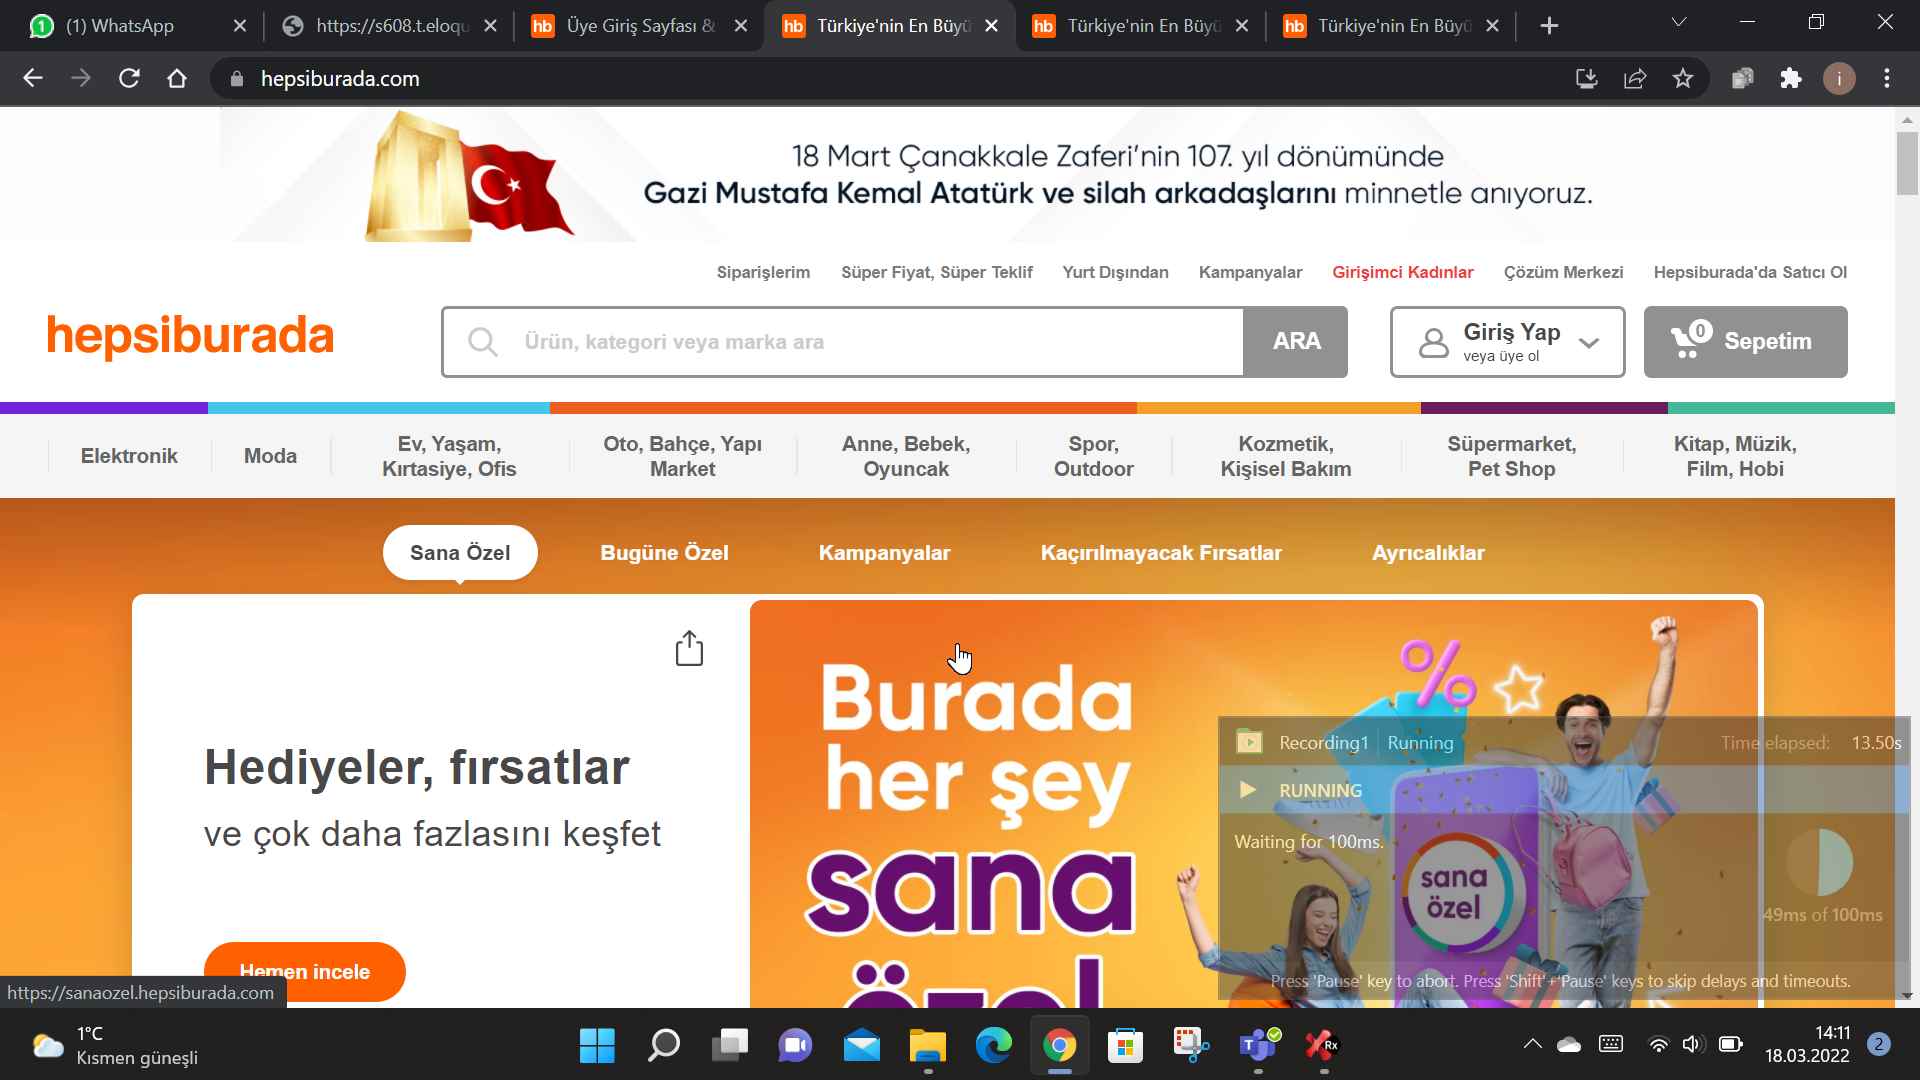 (1) WhatsApp
https://s608.t.eloqu
Üye Giriş Sayfası &
Türkiye'nin En Büyü
Türkiye'nin En Büyü
Türkiye'nin En Büyü
hepsiburada.com
i
18 Mart Çanakkale Zaferi'nin 107. yıl dönümünde
Gazi Mustafa Kemal Atatürk ve silah arkadaşlarını minnetle anıyoruz.
Siparişlerim
Süper Fiyat, Süper Teklif
Yurt Dışından
Kampanyalar
Girişimci Kadınlar
Çözüm Merkezi
Hepsiburada'da Satıcı Ol
hepsiburada
Ürün, kategori veya marka ara
ARA
Giriş Yap
veya üye ol
0
Sepetim
Elektronik
Moda
Ev, Yaşam,
Kırtasiye, Ofis
Oto, Bahçe, Yapı
Market
Anne, Bebek,
Oyuncak
Spor,
Outdoor
Kozmetik,
Kişisel Bakım
Süpermarket,
Pet Shop
Kitap, Müzik,
Film, Hobi
Sana Özel
Bugüne Özel
Kampanyalar
Kaçırılmayacak Fırsatlar
Ayrıcalıklar
Hediyeler, fırsatlar
ve çok daha fazlasını keşfet
Hemen incele
Burada
her şey
sana
özel
%
sana
özel
Recording1
Running
Time elapsed: 13.50s
RUNNING
Waiting for 100ms.
49ms of 100ms
Press 'Pause' key to abort. Press 'Shift'+'Pause' keys to skip delays and timeouts.
https://sanaozel.hepsiburada.com
1°C
Kısmen güneşli
14:11
18.03.2022
2